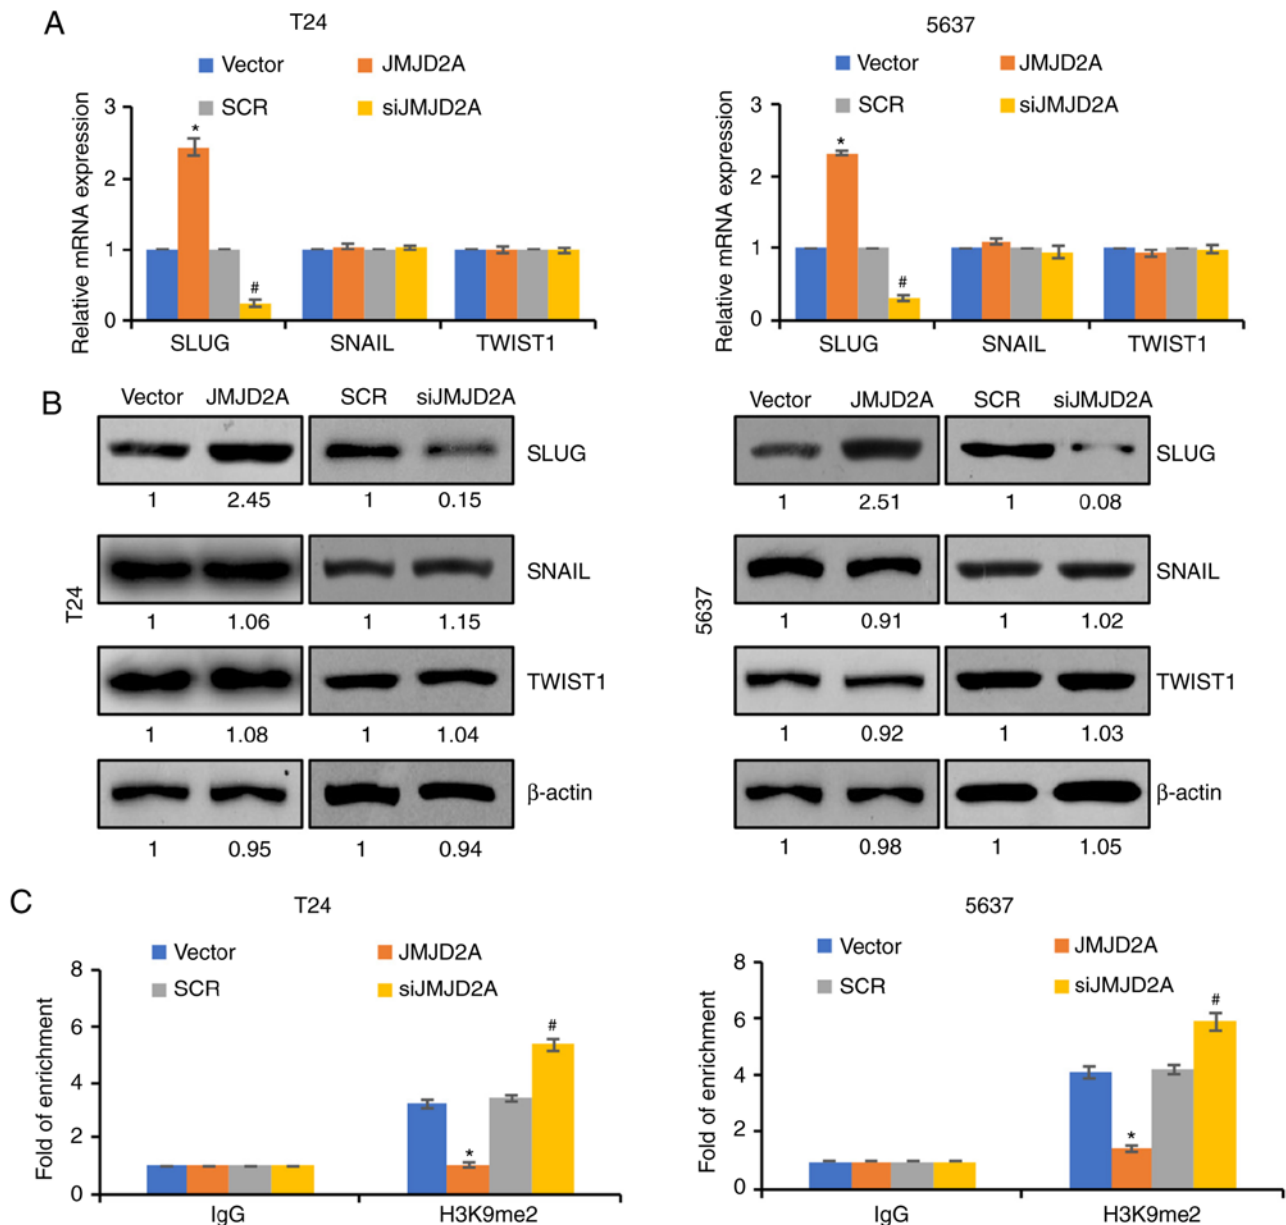 A
T24
Vector
JMJD2A
SCR
siJMJD2A
Relative mRNA expression
3
2
1
0
*
#
SLUG
SNAIL
TWIST1
5637
Vector
JMJD2A
SCR
siJMJD2A
Relative mRNA expression
3
2
1
0
*
#
SLUG
SNAIL
TWIST1
B
T24
Vector JMJD2A SCR siJMJD2A
SLUG
1 2.45 1 0.15
SNAIL
1 1.06 1 1.15
TWIST1
1 1.08 1 1.04
β-actin
1 0.95 1 0.94
5637
Vector JMJD2A SCR siJMJD2A
SLUG
1 2.51 1 0.08
SNAIL
1 0.91 1 1.02
TWIST1
1 0.92 1 1.03
β-actin
1 0.98 1 1.05
C
T24
Vector
JMJD2A
SCR
siJMJD2A
Fold of enrichment
8
6
4
2
0
*
#
IgG
H3K9me2
5637
Vector
JMJD2A
SCR
siJMJD2A
Fold of enrichment
8
6
4
2
0
*
#
IgG
H3K9me2